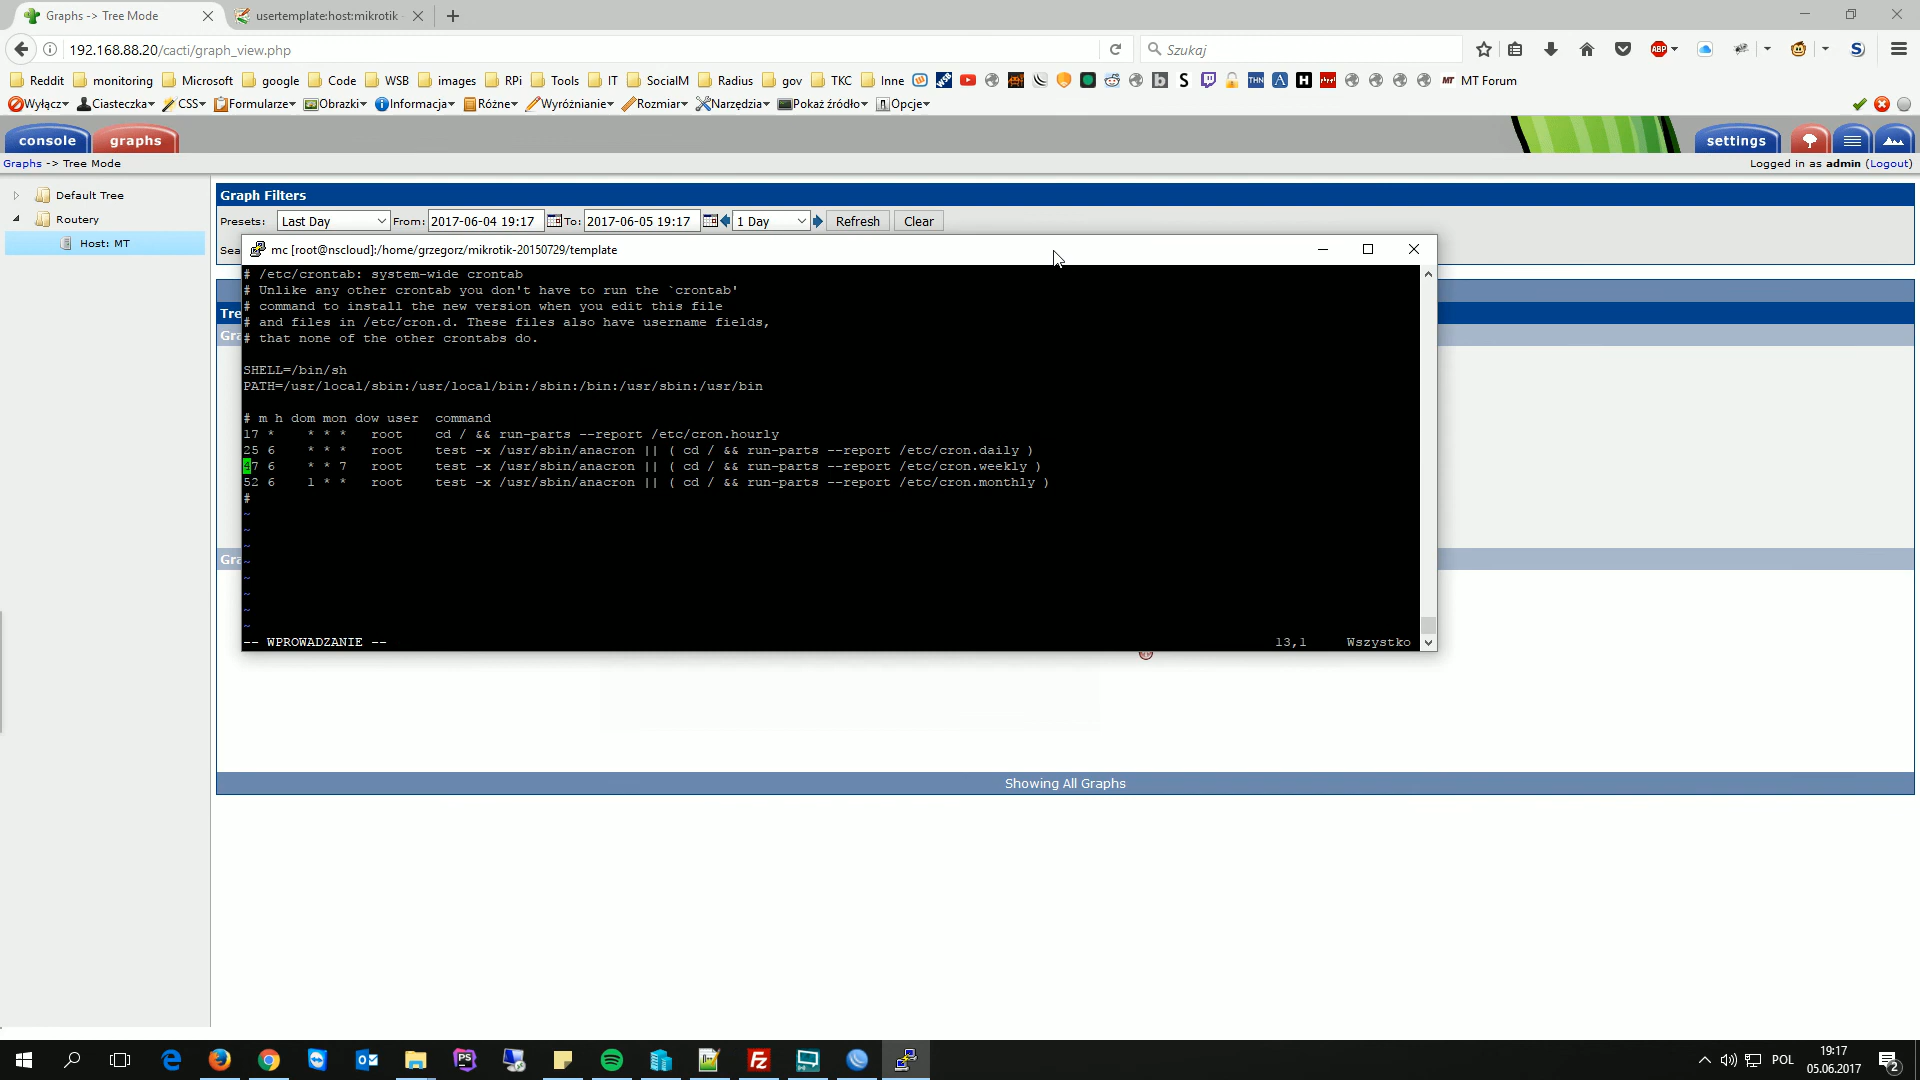 Graphs -> Tree Mode
usertemplate:host:mikrotik
192.168.88.20/cacti/graph_view.php
Szukaj
ABP
Reddit monitoring Microsoft google Code WSB images RPi Tools IT SocialM Radius gov TKC Inne THN MT MT Forum
Wyłącz Ciasteczka CSS Formularze Obrazki Informacja Różne Wyróżnianie Rozmiar Narzędzia Pokaż źródło Opcje
console graphs settings
Graphs -> Tree Mode
Logged in as admin (Logout)
Default Tree
Routery
Host: MT
Graph Filters
Presets: Last Day From: 2017-06-04 19:17 To: 2017-06-05 19:17 1 Day Refresh Clear
Sea
Tre
Gra
Gra
mc [root@nscloud]:/home/grzegorz/mikrotik-20150729/template
# /etc/crontab: system-wide crontab
# Unlike any other crontab you don't have to run the `crontab'
# command to install the new version when you edit this file
# and files in /etc/cron.d. These files also have username fields,
# that none of the other crontabs do.
SHELL=/bin/sh
PATH=/usr/local/sbin:/usr/local/bin:/sbin:/bin:/usr/sbin:/usr/bin
# m h dom mon dow user  command
17 *    * * *   root    cd / && run-parts --report /etc/cron.hourly
25 6    * * *   root    test -x /usr/sbin/anacron || ( cd / && run-parts --report /etc/cron.daily )
47 6    * * 7   root    test -x /usr/sbin/anacron || ( cd / && run-parts --report /etc/cron.weekly )
52 6    1 * *   root    test -x /usr/sbin/anacron || ( cd / && run-parts --report /etc/cron.monthly )
#
~
~
~
~
~
~
~
~
-- WPROWADZANIE --
13,1
Wszystko
Showing All Graphs
POL
19:17
05.06.2017
2